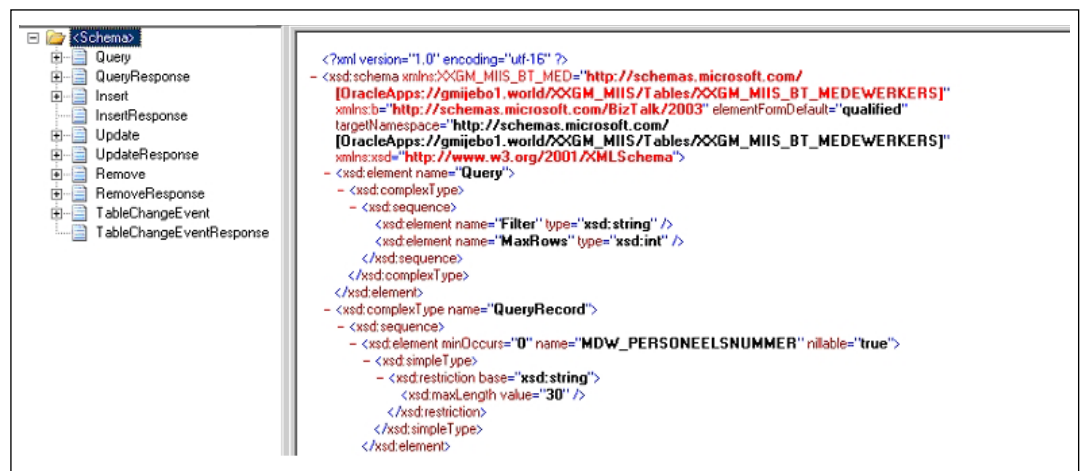 <Schema>
Query
QueryResponse
Insert
InsertResponse
Update
UpdateResponse
Remove
RemoveResponse
TableChangeEvent
TableChangeEventResponse
<?xml version="1.0" encoding="utf-16" ?>
- <xsd:schema xmlns:XXGM_MIIS_BT_MED="http://schemas.microsoft.com/
[OracleApps://gmijebo1.world/XXGM_MIIS/Tables/XXGM_MIIS_BT_MEDEWERKERS]"
xmlns:b="http://schemas.microsoft.com/BizTalk/2003" elementFormDefault="qualified"
targetNamespace="http://schemas.microsoft.com/
[OracleApps://gmijebo1.world/XXGM_MIIS/Tables/XXGM_MIIS_BT_MEDEWERKERS]"
xmlns:xsd="http://www.w3.org/2001/XMLSchema">
- <xsd:element name="Query">
- <xsd:complexType>
- <xsd:sequence>
<xsd:element name="Filter" type="xsd:string" />
<xsd:element name="MaxRows" type="xsd:int" />
</xsd:sequence>
</xsd:complexType>
</xsd:element>
- <xsd:complexType name="QueryRecord">
- <xsd:sequence>
- <xsd:element minOccurs="0" name="MDW_PERSONEELSNUMMER" nillable="true">
- <xsd:simpleType>
- <xsd:restriction base="xsd:string">
<xsd:maxLength value="30" />
</xsd:restriction>
</xsd:simpleType>
</xsd:element>